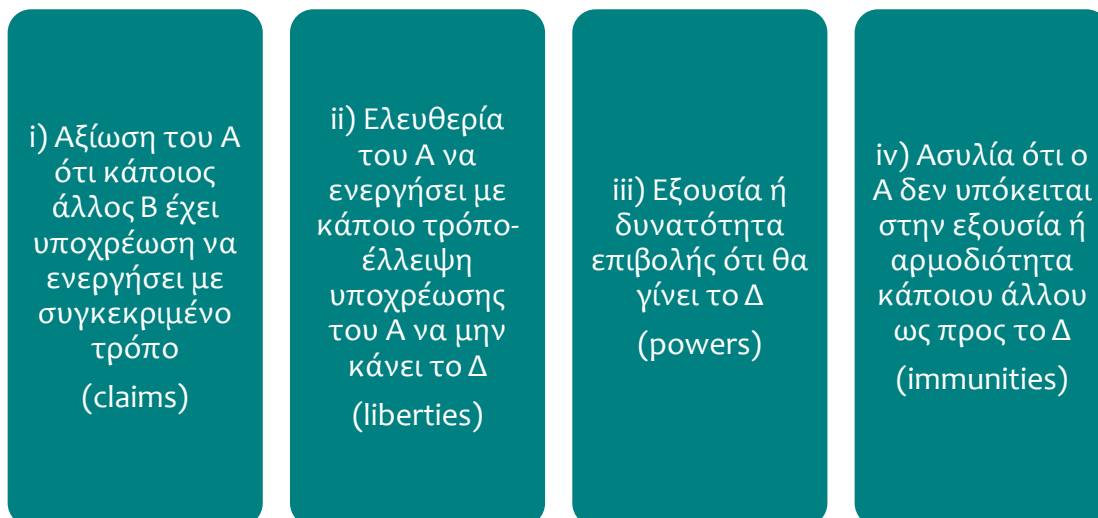 i) Αξίωση του Α
ότι κάποιος
άλλος Β έχει
υποχρέωση να
ενεργήσει με
συγκεκριμένο
τρόπο
(claims)
ii) Ελευθερία
του Α να
ενεργήσει με
κάποιο τρόπο-
έλλειψη
υποχρέωσης
του Α να μην
κάνει το Δ
(liberties)
iii) Εξουσία ή
δυνατότητα
επιβολής ότι θα
γίνει το Δ
(powers)
iv) Ασυλία ότι ο
Α δεν υπόκειται
στην εξουσία ή
αρμοδιότητα
κάποιου άλλου
ως προς το Δ
(immunities)